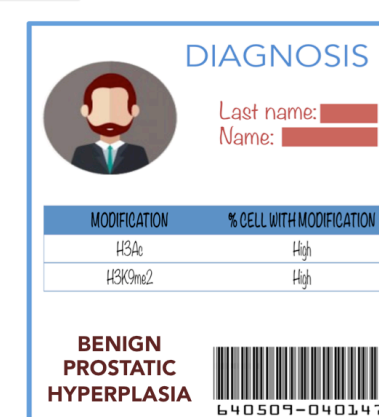 DIAGNOSIS
Last name:
Name:
MODIFICATION % CELL WITH MODIFICATION
H3Ac High
H3K9me2 High
BENIGN
PROSTATIC
HYPERPLASIA
640509-040147